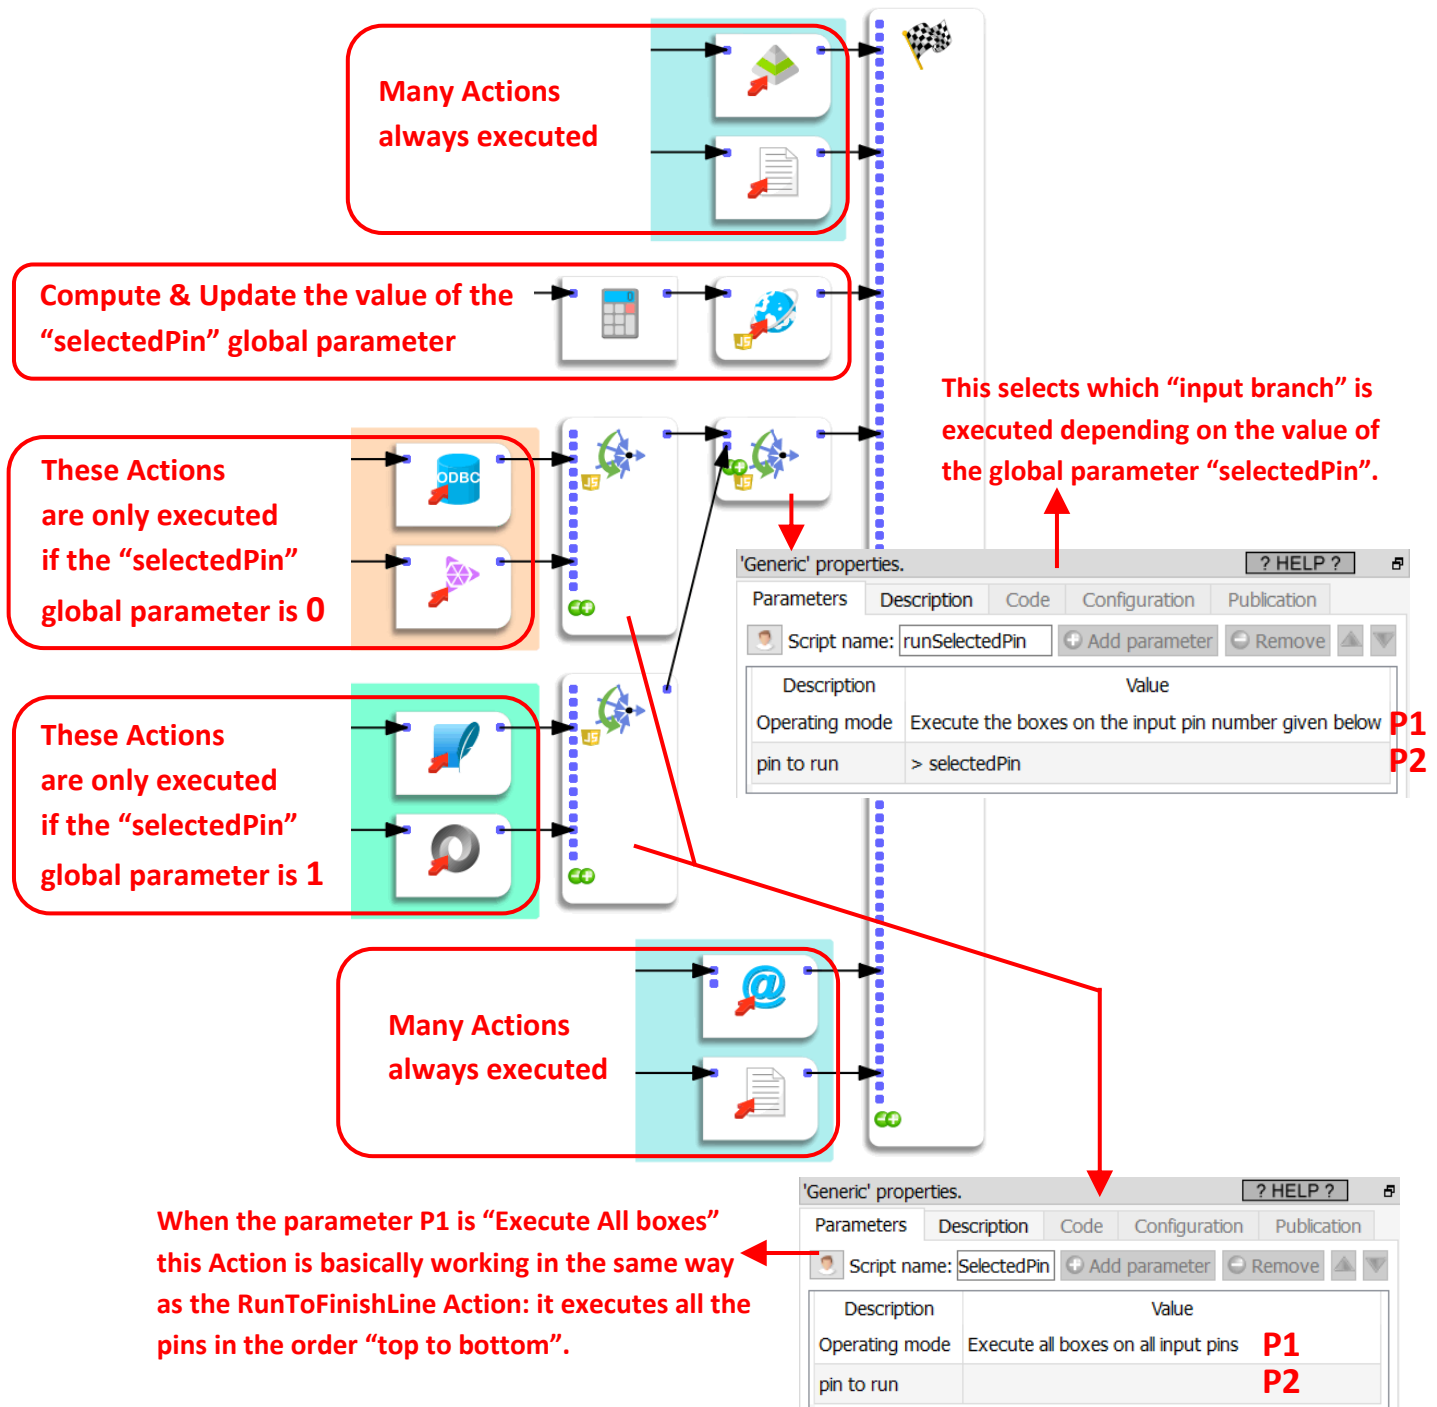 Many Actions
always executed
Compute & Update the value of the
“selectedPin” global parameter
JS
This selects which “input branch” is
executed depending on the value of
the global parameter “selectedPin”.
These Actions
are only executed
if the “selectedPin”
global parameter is 0
ODBC
JS
JS
'Generic' properties.
? HELP ?
Parameters Description Code Configuration Publication
Script name: runSelectedPin Add parameter Remove
Description Value
Operating mode Execute the boxes on the input pin number given below P1
pin to run > selectedPin P2
These Actions
are only executed
if the “selectedPin”
global parameter is 1
JS
Many Actions
always executed
@
When the parameter P1 is “Execute All boxes”
this Action is basically working in the same way
as the RunToFinishLine Action: it executes all the
pins in the order “top to bottom”.
'Generic' properties.
? HELP ?
Parameters Description Code Configuration Publication
Script name: SelectedPin Add parameter Remove
Description Value
Operating mode Execute all boxes on all input pins P1
pin to run P2